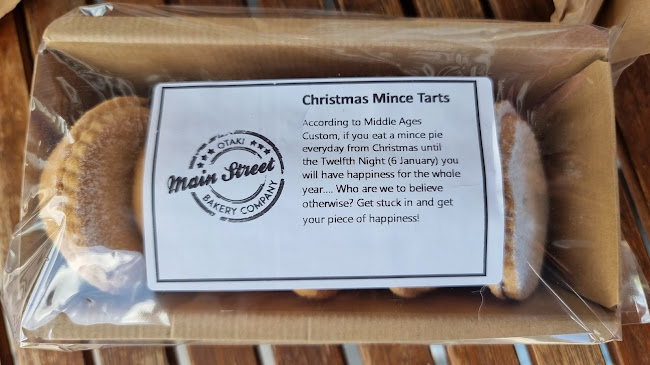 Christmas Mince Tarts
According to Middle Ages
Custom, if you eat a mince pie
everyday from Christmas until
the Twelfth Night (6 January) you
will have happiness for the whole
year.... Who are we to believe
otherwise? Get stuck in and get
your piece of happiness!
OTAKI
Main Street
BAKERY COMPANY